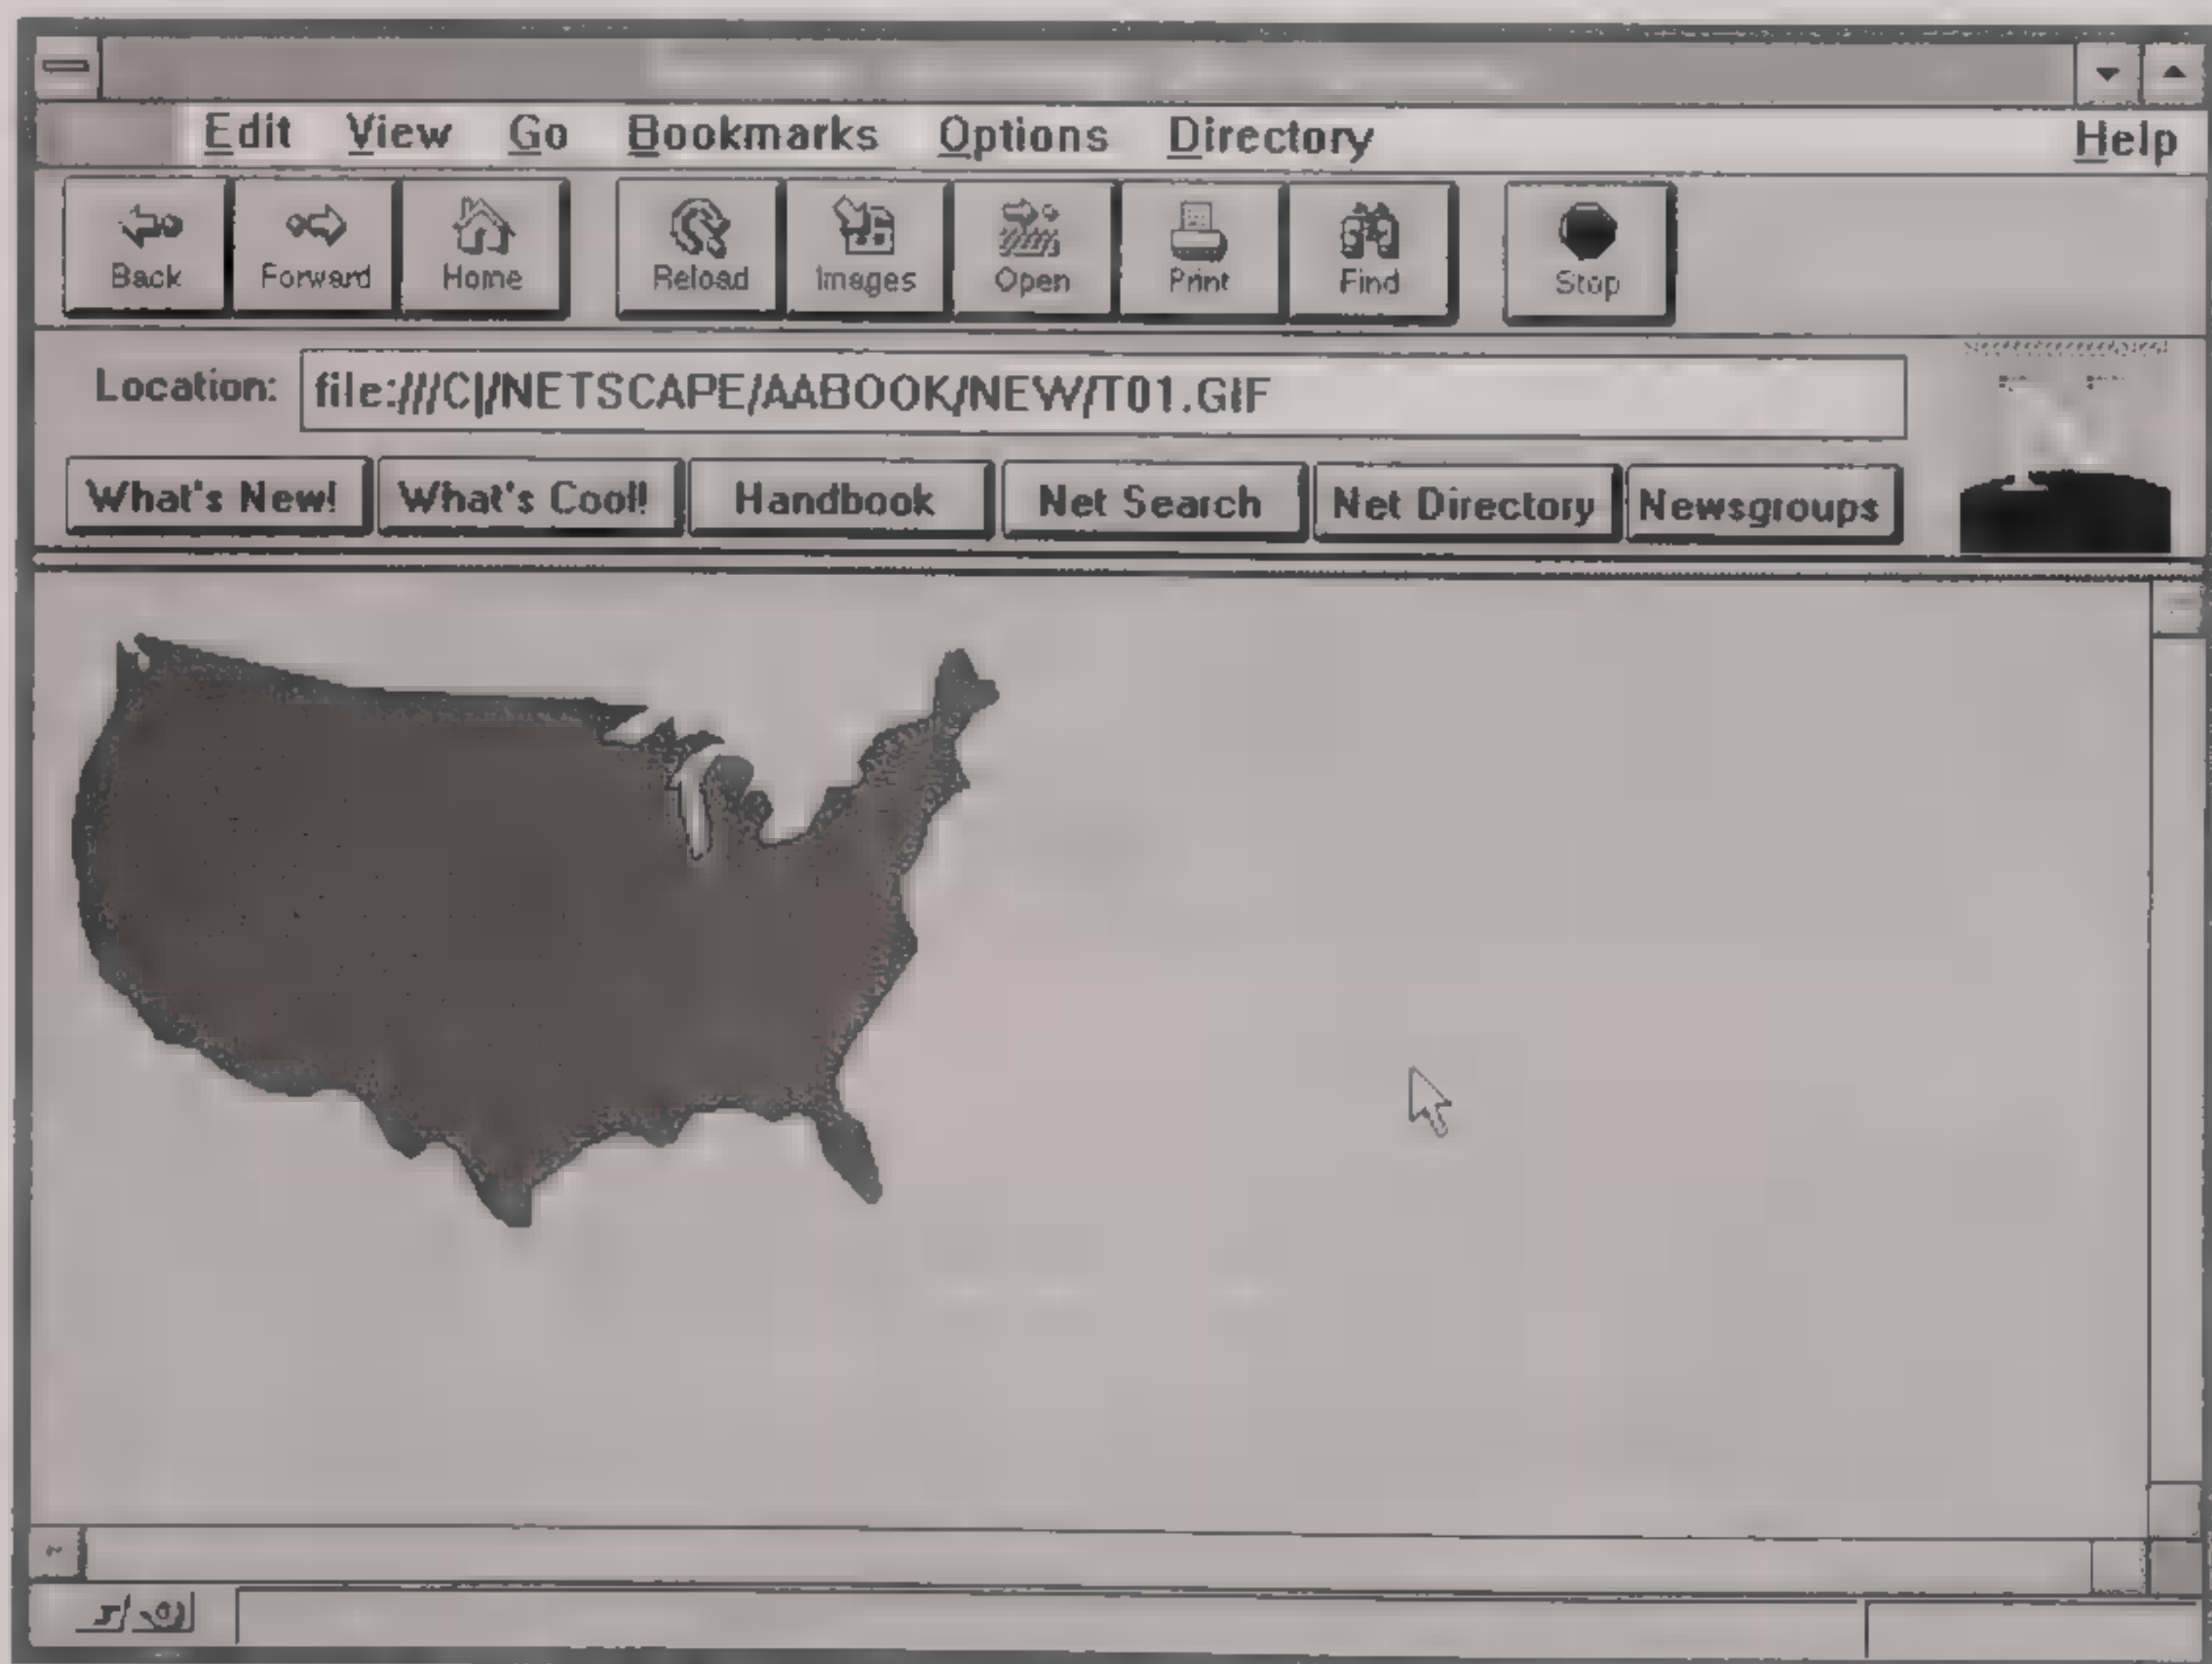 Edit View Go Bookmarks Options Directory Help
Back Forward Home Reload Images Open Print Find Stop
Location: file:///C|/NETSCAPE/AABOOK/NEW/T01.GIF
What's New! What's Cool! Handbook Net Search Net Directory Newsgroups